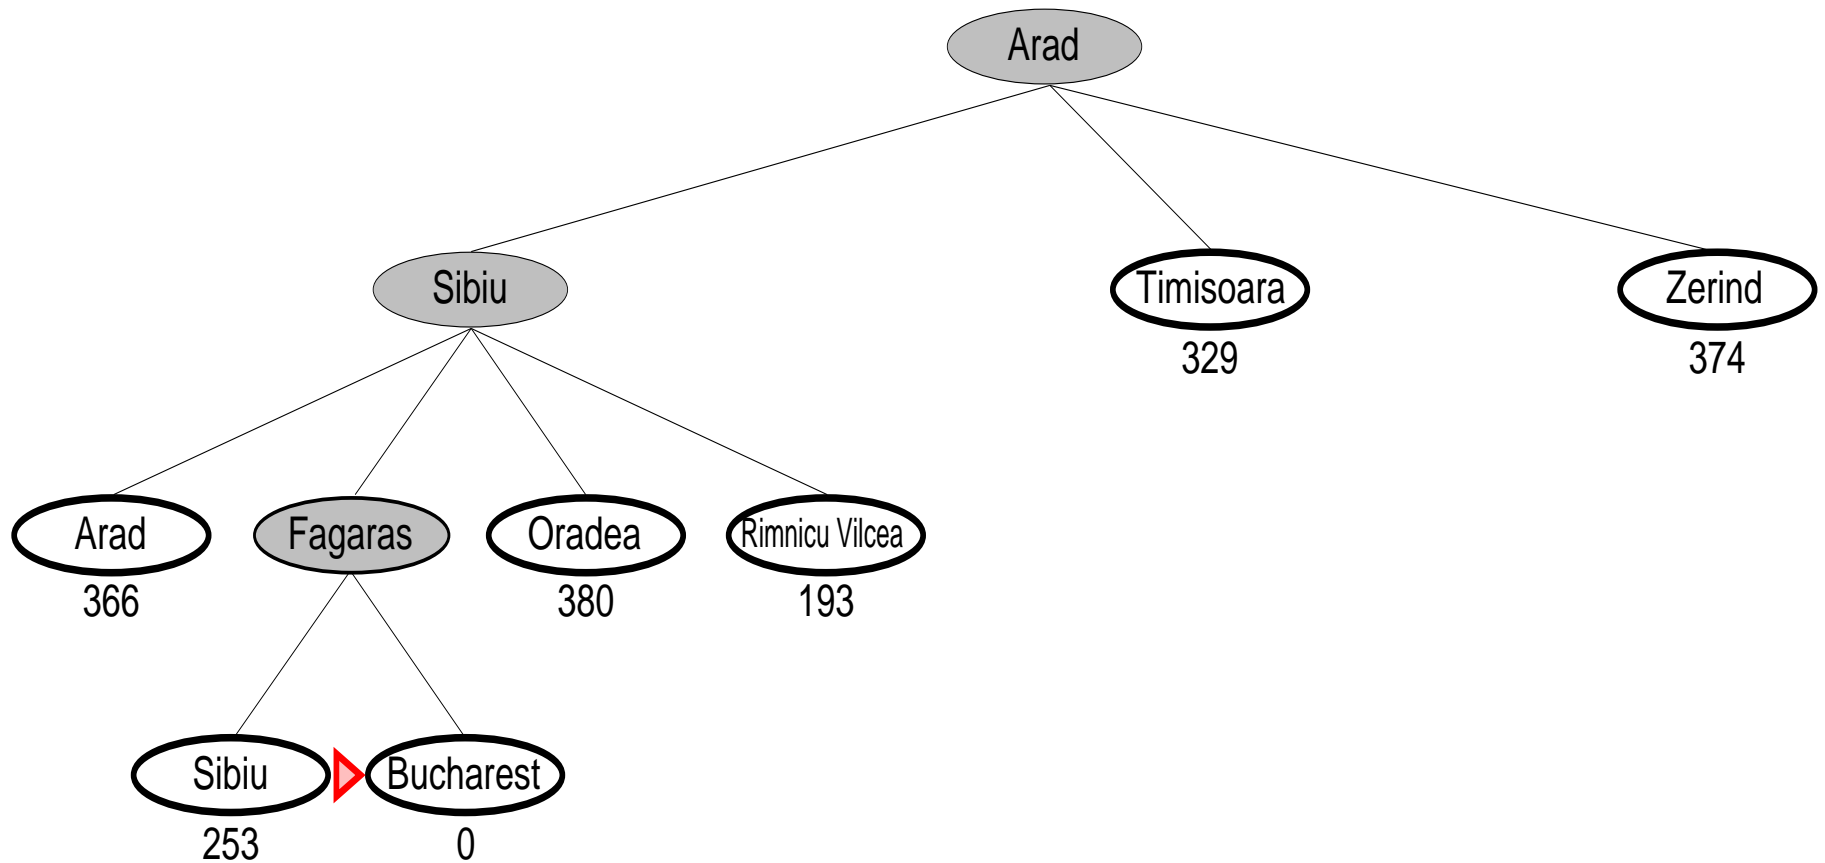 Arad
Sibiu
Timisoara
Zerind
329
374
Arad
Fagaras
Oradea
Rimnicu Vilcea
366
380
193
Sibiu
Bucharest
253
0